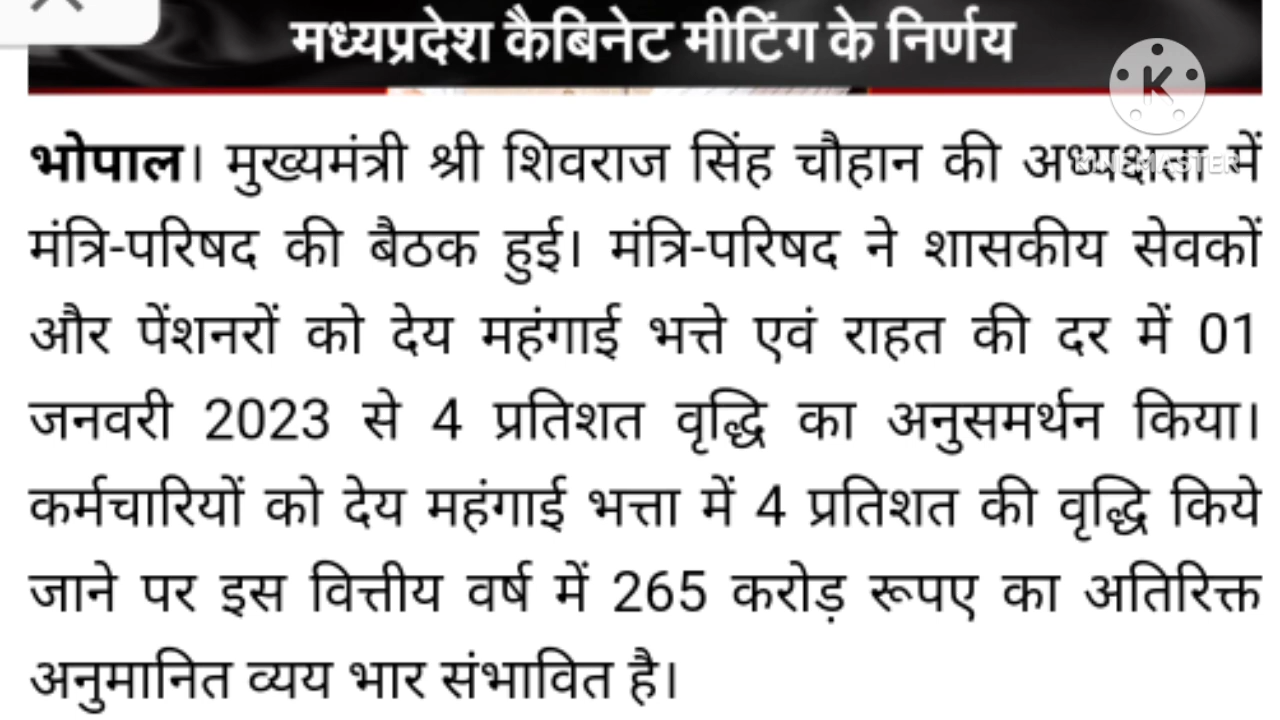 मध्यप्रदेश कैबिनेट मीटिंग के निर्णय
K
KINEMASTER
भोपाल। मुख्यमंत्री श्री शिवराज सिंह चौहान की अध्यक्षता में
मंत्रि-परिषद की बैठक हुई। मंत्रि-परिषद ने शासकीय सेवकों
और पेंशनरों को देय महंगाई भत्ते एवं राहत की दर में 01
जनवरी 2023 से 4 प्रतिशत वृद्धि का अनुसमर्थन किया।
कर्मचारियों को देय महंगाई भत्ता में 4 प्रतिशत की वृद्धि किये
जाने पर इस वित्तीय वर्ष में 265 करोड़ रूपए का अतिरिक्त
अनुमानित व्यय भार संभावित है।